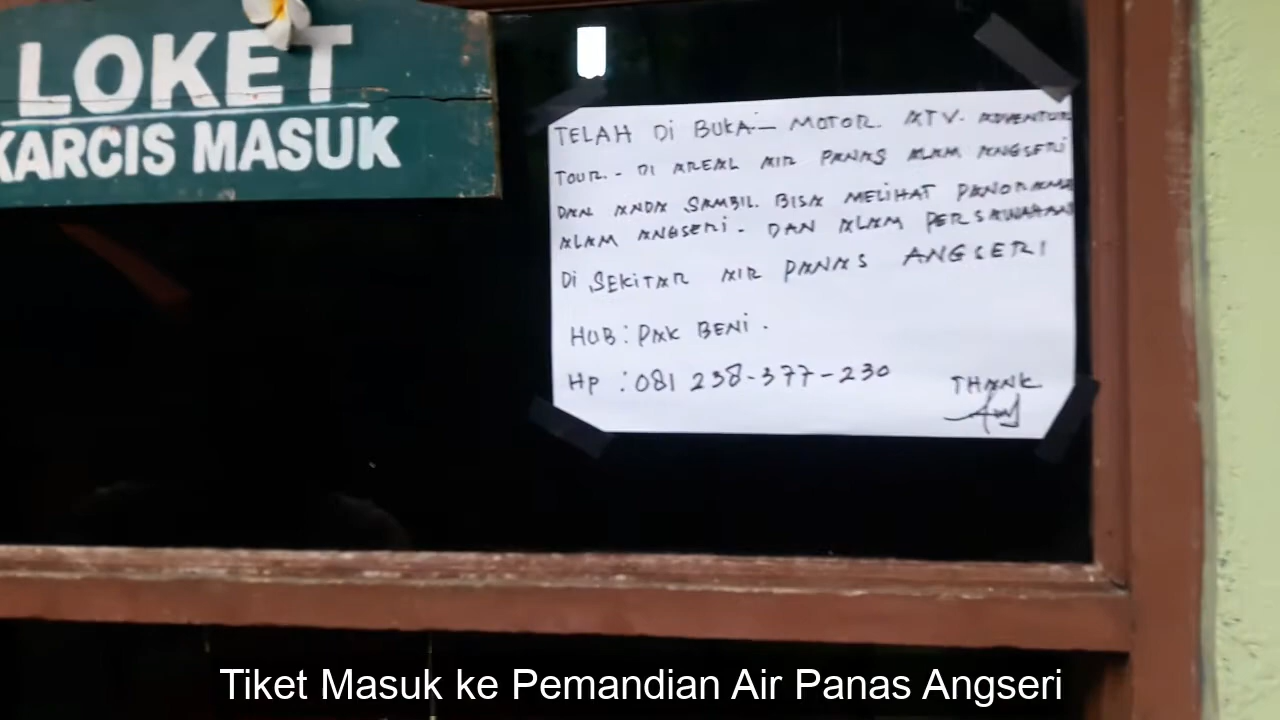 LOKET
KARCIS MASUK
TELAH Di BUKA - MOTOR. ATV. ADVENTUR
TOUR. - Di AREAL AIR PANAS ALAM ANGSERi
DAN ANDA SAMBIL. BISA MELIHAT PANORAMA
ALAM ANGSERi - DAN ALAM PERSAWAHAN
Di SEKiTAR AIR PANAS ANGSERI
HUB: PAK BENi.
Hp : 081 238-377-230
THANK
Tiket Masuk ke Pemandian Air Panas Angseri